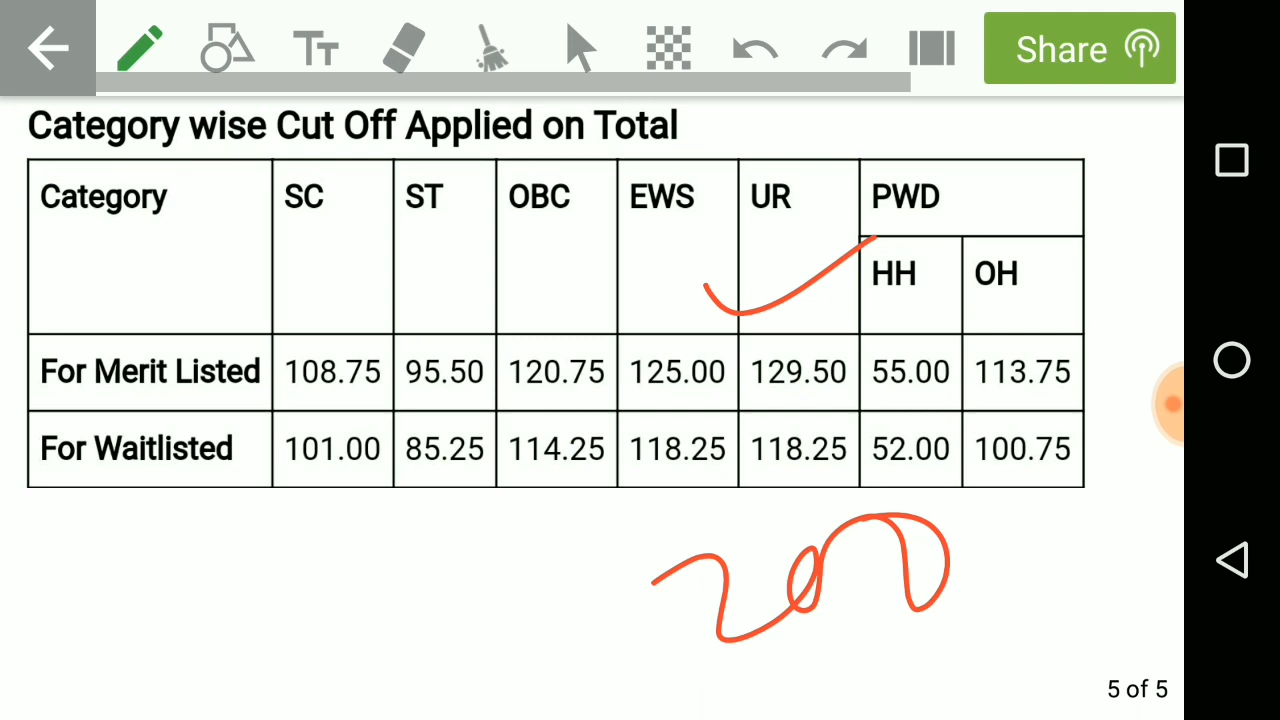 Share
Category wise Cut Off Applied on Total
Category SC ST OBC EWS UR PWD
HH OH
For Merit Listed 108.75 95.50 120.75 125.00 129.50 55.00 113.75
For Waitlisted 101.00 85.25 114.25 118.25 118.25 52.00 100.75
200
5 of 5